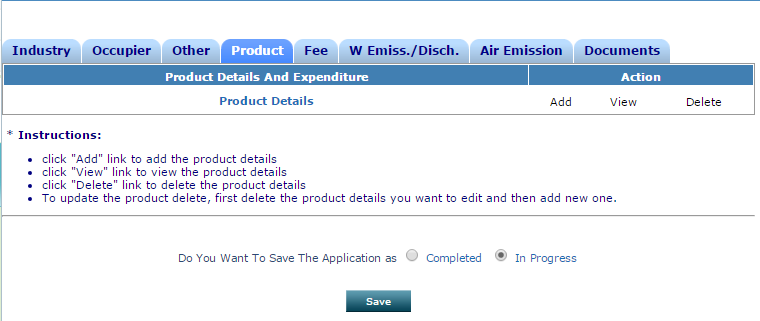 Industry Occupier Other Product Fee W Emiss./Disch. Air Emission Documents
Product Details And Expenditure Action
Product Details Add View Delete
* Instructions:
• click "Add" link to add the product details
• click "View" link to view the product details
• click "Delete" link to delete the product details
• To update the product delete, first delete the product details you want to edit and then add new one.
Do You Want To Save The Application as Completed In Progress
Save